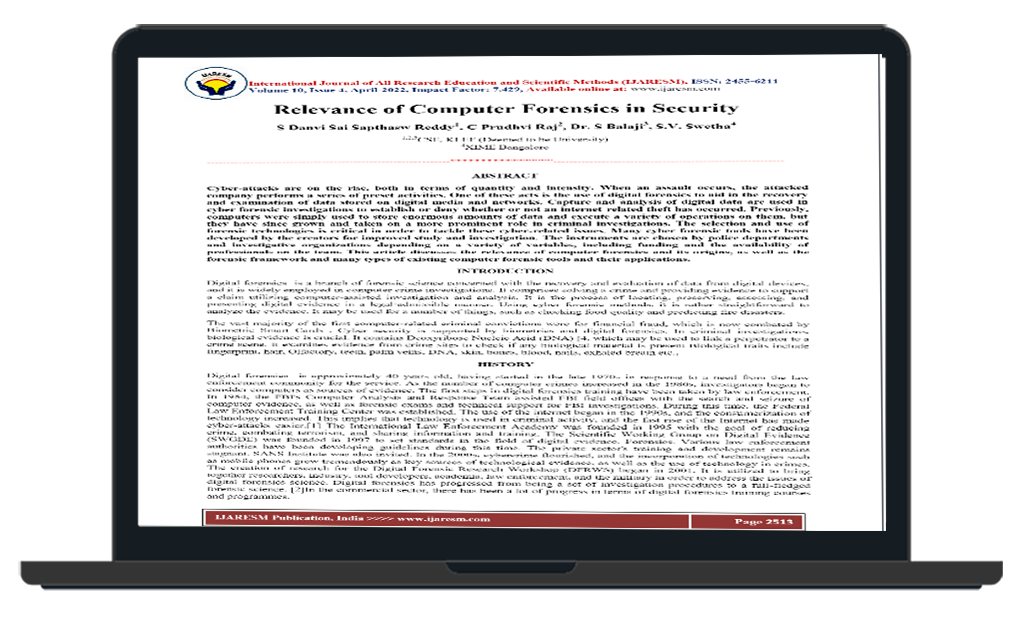 IJARESM
International Journal of All Research Education and Scientific Methods (IJARESM), ISSN: 2455-6211
Volume 10, Issue 4, April 2022, Impact Factor: 7.429, Available online at: www.ijaresm.com
Relevance of Computer Forensics in Security
S Danvi Sai Sapthasw Reddy1, C Prudhvi Raj2, Dr. S Balaji3, S.V. Swetha4
1,2,3CSE, KLEF (Deemed to be University)
4XIME Bangalore
ABSTRACT
Cyber-attacks are on the rise, both in terms of quantity and intensity. When an assault occurs, the attacked
company performs a series of preset activities. One of these acts is the use of digital forensics to aid in the recovery
and examination of data stored on digital media and networks. Capture and analysis of digital data are used in
cyber forensic investigations to establish or deny whether or not an internet related theft has occurred. Previously,
computers were simply used to store enormous amounts of data and execute a variety of operations on them, but
they have since grown and taken on a more prominent role in criminal investigations. The selection and use of
forensic technologies is critical in order to tackle these cyber-related issues. Many cyber forensic tools have been
developed by the creators for improved study and investigation. The instruments are chosen by police departments
and investigative organizations depending on a variety of variables, including funding and the availability of
professionals on the team. This article discusses the relevance of computer forensics and its origins, as well as the
forensic framework and many types of existing computer forensic tools and their applications.
INTRODUCTION
Digital forensics is a branch of forensic science concerned with the recovery and evaluation of data from digital devices,
and it is widely employed in computer crime investigations. It comprises solving a crime and providing evidence to support
a claim utilizing computer-assisted investigation and analysis. It is the process of locating, preserving, assessing, and
presenting digital evidence in a legal-admissible manner. Using cyber forensic methods, it is rather straightforward to
analyze the evidence. It may be used for a number of things, such as checking food quality and predicting fire disasters.
The vast majority of the first computer-related criminal convictions were for financial fraud, which is now combated by
Biometric Smart Cards . Cyber security is supported by biometrics and digital forensics. In criminal investigations,
biological evidence is crucial. It contains Deoxyribose Nucleic Acid (DNA) [4, which may be used to link a perpetrator to a
crime scene. It examines evidence from crime sites to check if any biological material is present Biological traits include
fingerprint, hair, Olfactory, teeth, palm veins, DNA, skin, bones, blood, nails, exhaled breath etc.,
HISTORY
Digital forensics is approximately 40 years old, having started in the late 1970s in response to a need from the law
enforcement community for the service. As the number of computer crimes increased in the 1980s, investigators began to
consider computers as sources of evidence. The first steps in digital forensics training have been taken by law enforcement.
In 1984, the FBI's Computer Analysis and Response Team assisted FBI field offices with the search and seizure of
computer evidence, as well as forensic exams and technical support for FBI investigations. During this time, the Federal
Law Enforcement Training Center was established. The use of the internet began in the 1990s, and the consumerization of
technology increased. This implies that technology is used in criminal activity, and the fast rise of the Internet has made
cyber-attacks easier.[1] The International Law Enforcement Academy was founded in 1995 with the goal of reducing
crime, combating terrorism, and sharing information and training. The Scientific Working Group on Digital Evidence
(SWGDE) was founded in 1997 to set standards in the field of digital evidence. Forensics. Various law enforcement
authorities have been developing guidelines during this time. The private sector's training and development remains
stagnant. SANS Institute was also invited. In the 2000s, cybercrime flourished, and the incorporation of technologies such
as mobile phones grew tremendously as key sources of technological evidence, as well as the use of technology in crimes.
The creation of research for the Digital Forensic Research Workshop (DFRWS) began in 2001. It is utilized to bring
together researchers, industry, tool developers, academia, law enforcement, and the military in order to address the issues of
digital forensics science. Digital forensics has progressed from being a set of investigation procedures to a full-fledged
forensic science. [2]In the commercial sector, there has been a lot of progress in terms of digital forensics training courses
and programmes.
IJARESM Publication, India >>>> www.ijaresm.com Page 2513